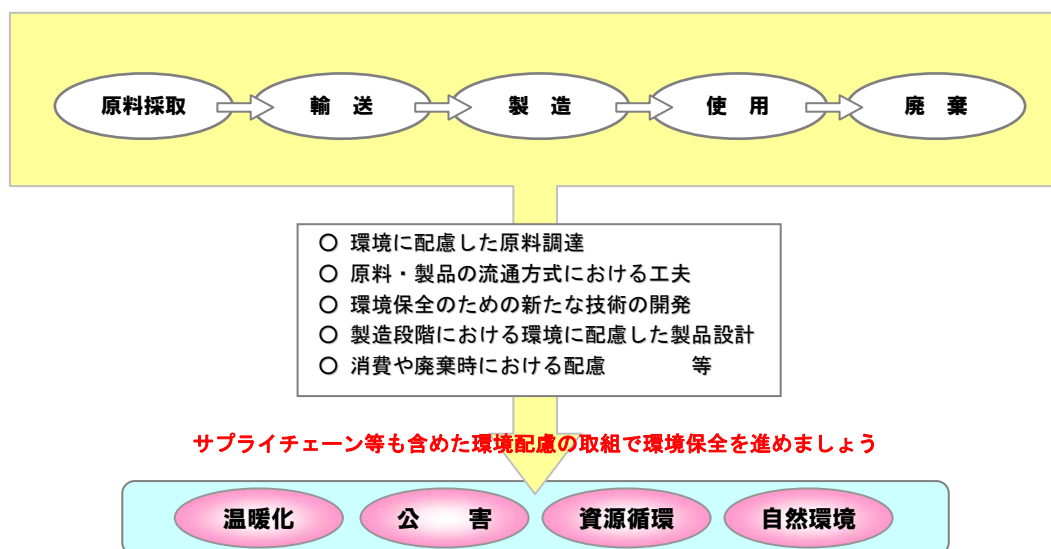 原料採取 輸　送 製　造 使　用 廃　棄
○ 環境に配慮した原料調達
○ 原料・製品の流通方式における工夫
○ 環境保全のための新たな技術の開発
○ 製造段階における環境に配慮した製品設計
○ 消費や廃棄時における配慮　　　　等
サプライチェーン等も含めた環境配慮の取組で環境保全を進めましょう
温暖化 公　害 資源循環 自然環境